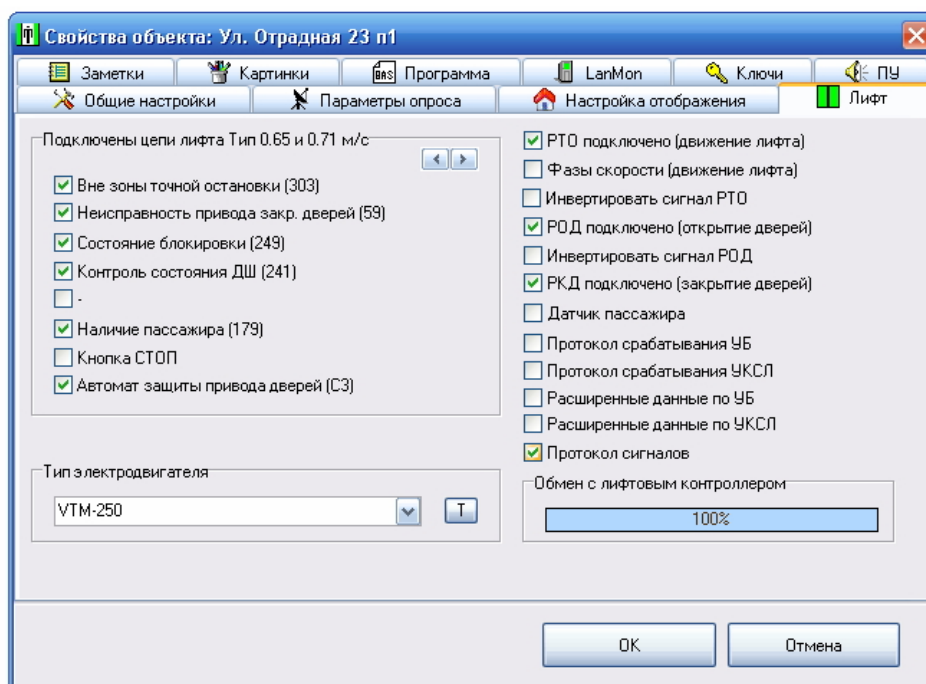 Свойства объекта: Ул. Отрадная 23 п1
Заметки
Картинки
BAS Программа
LanMon
Ключи
ПУ
Общие настройки
Параметры опроса
Настройка отображения
Лифт
Подключены цепи лифта Тип 0.65 и 0.71 м/с
Вне зоны точной остановки (303)
Неисправность привода закр. дверей (59)
Состояние блокировки (249)
Контроль состояния ДШ (241)
-
Наличие пассажира (179)
Кнопка СТОП
Автомат защиты привода дверей (С3)
Тип электродвигателя
VTM-250
T
РТО подключено (движение лифта)
Фазы скорости (движение лифта)
Инвертировать сигнал РТО
РОД подключено (открытие дверей)
Инвертировать сигнал РОД
РКД подключено (закрытие дверей)
Датчик пассажира
Протокол срабатывания УБ
Протокол срабатывания УКСЛ
Расширенные данные по УБ
Расширенные данные по УКСЛ
Протокол сигналов
Обмен с лифтовым контроллером
100%
OK
Отмена